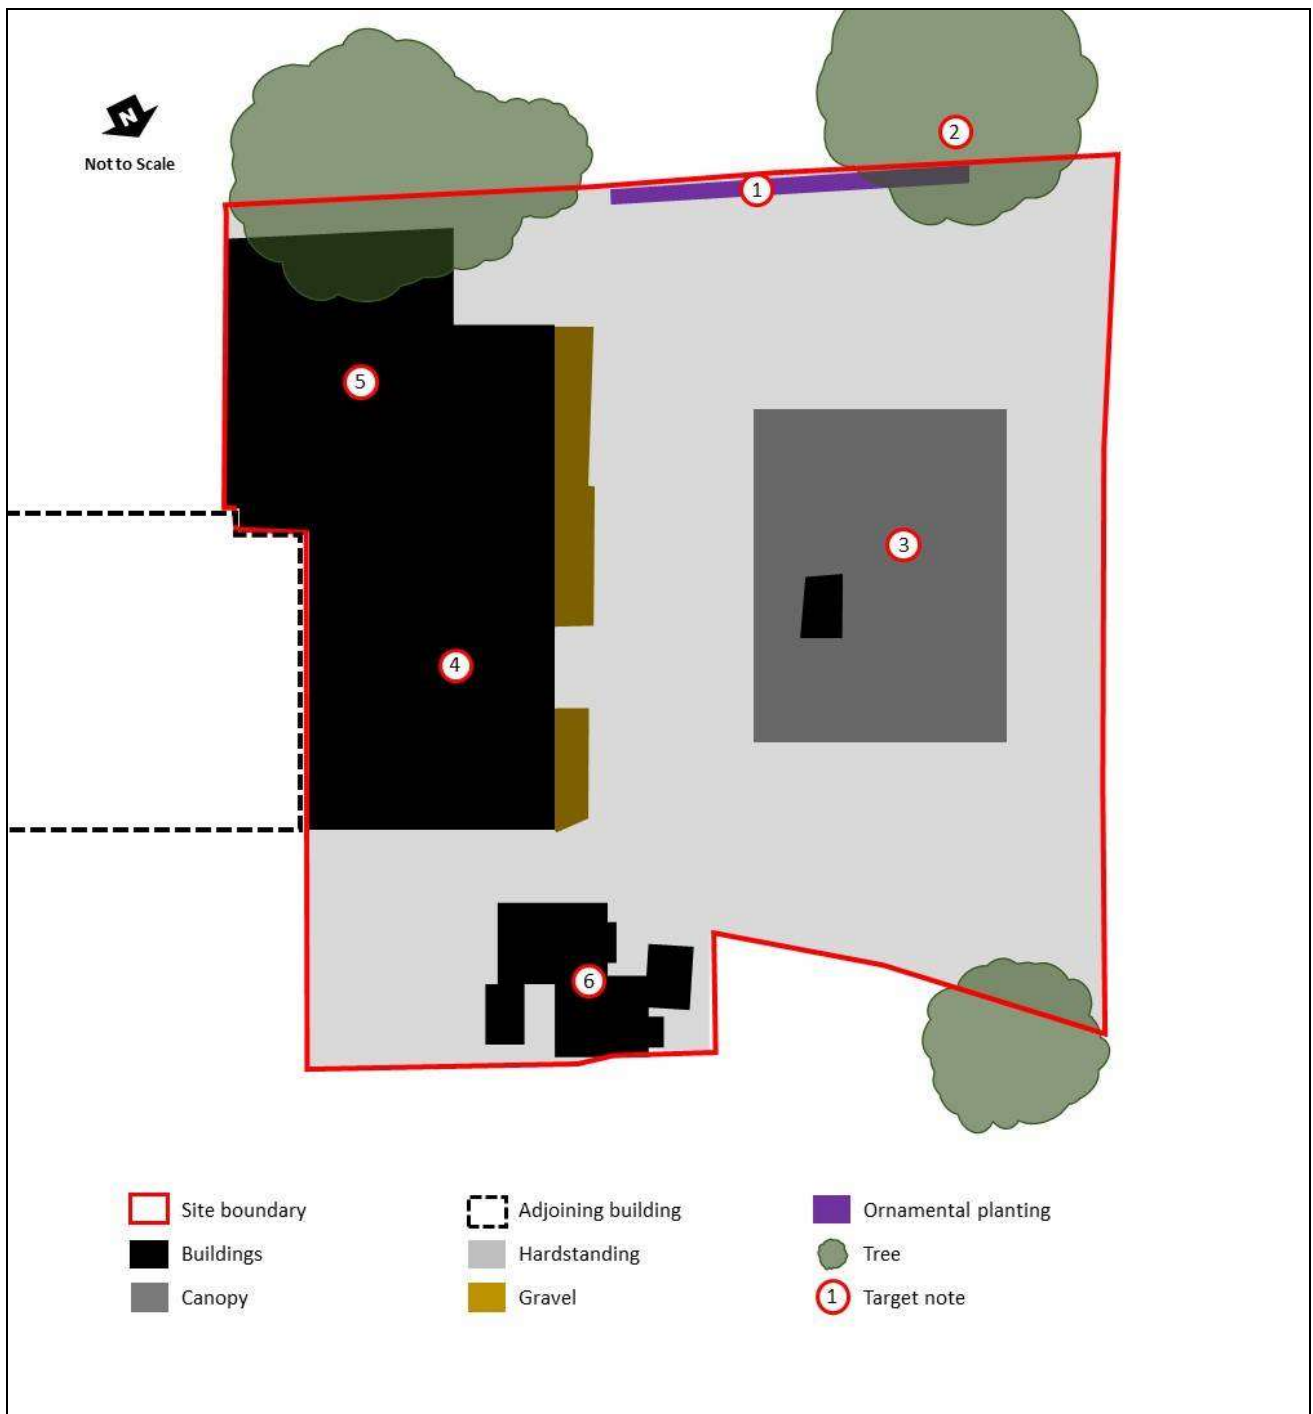 N
Not to Scale
2
1
5
3
4
6
Site boundary
Adjoining building
Ornamental planting
Buildings
Hardstanding
Tree
Canopy
Gravel
1 Target note